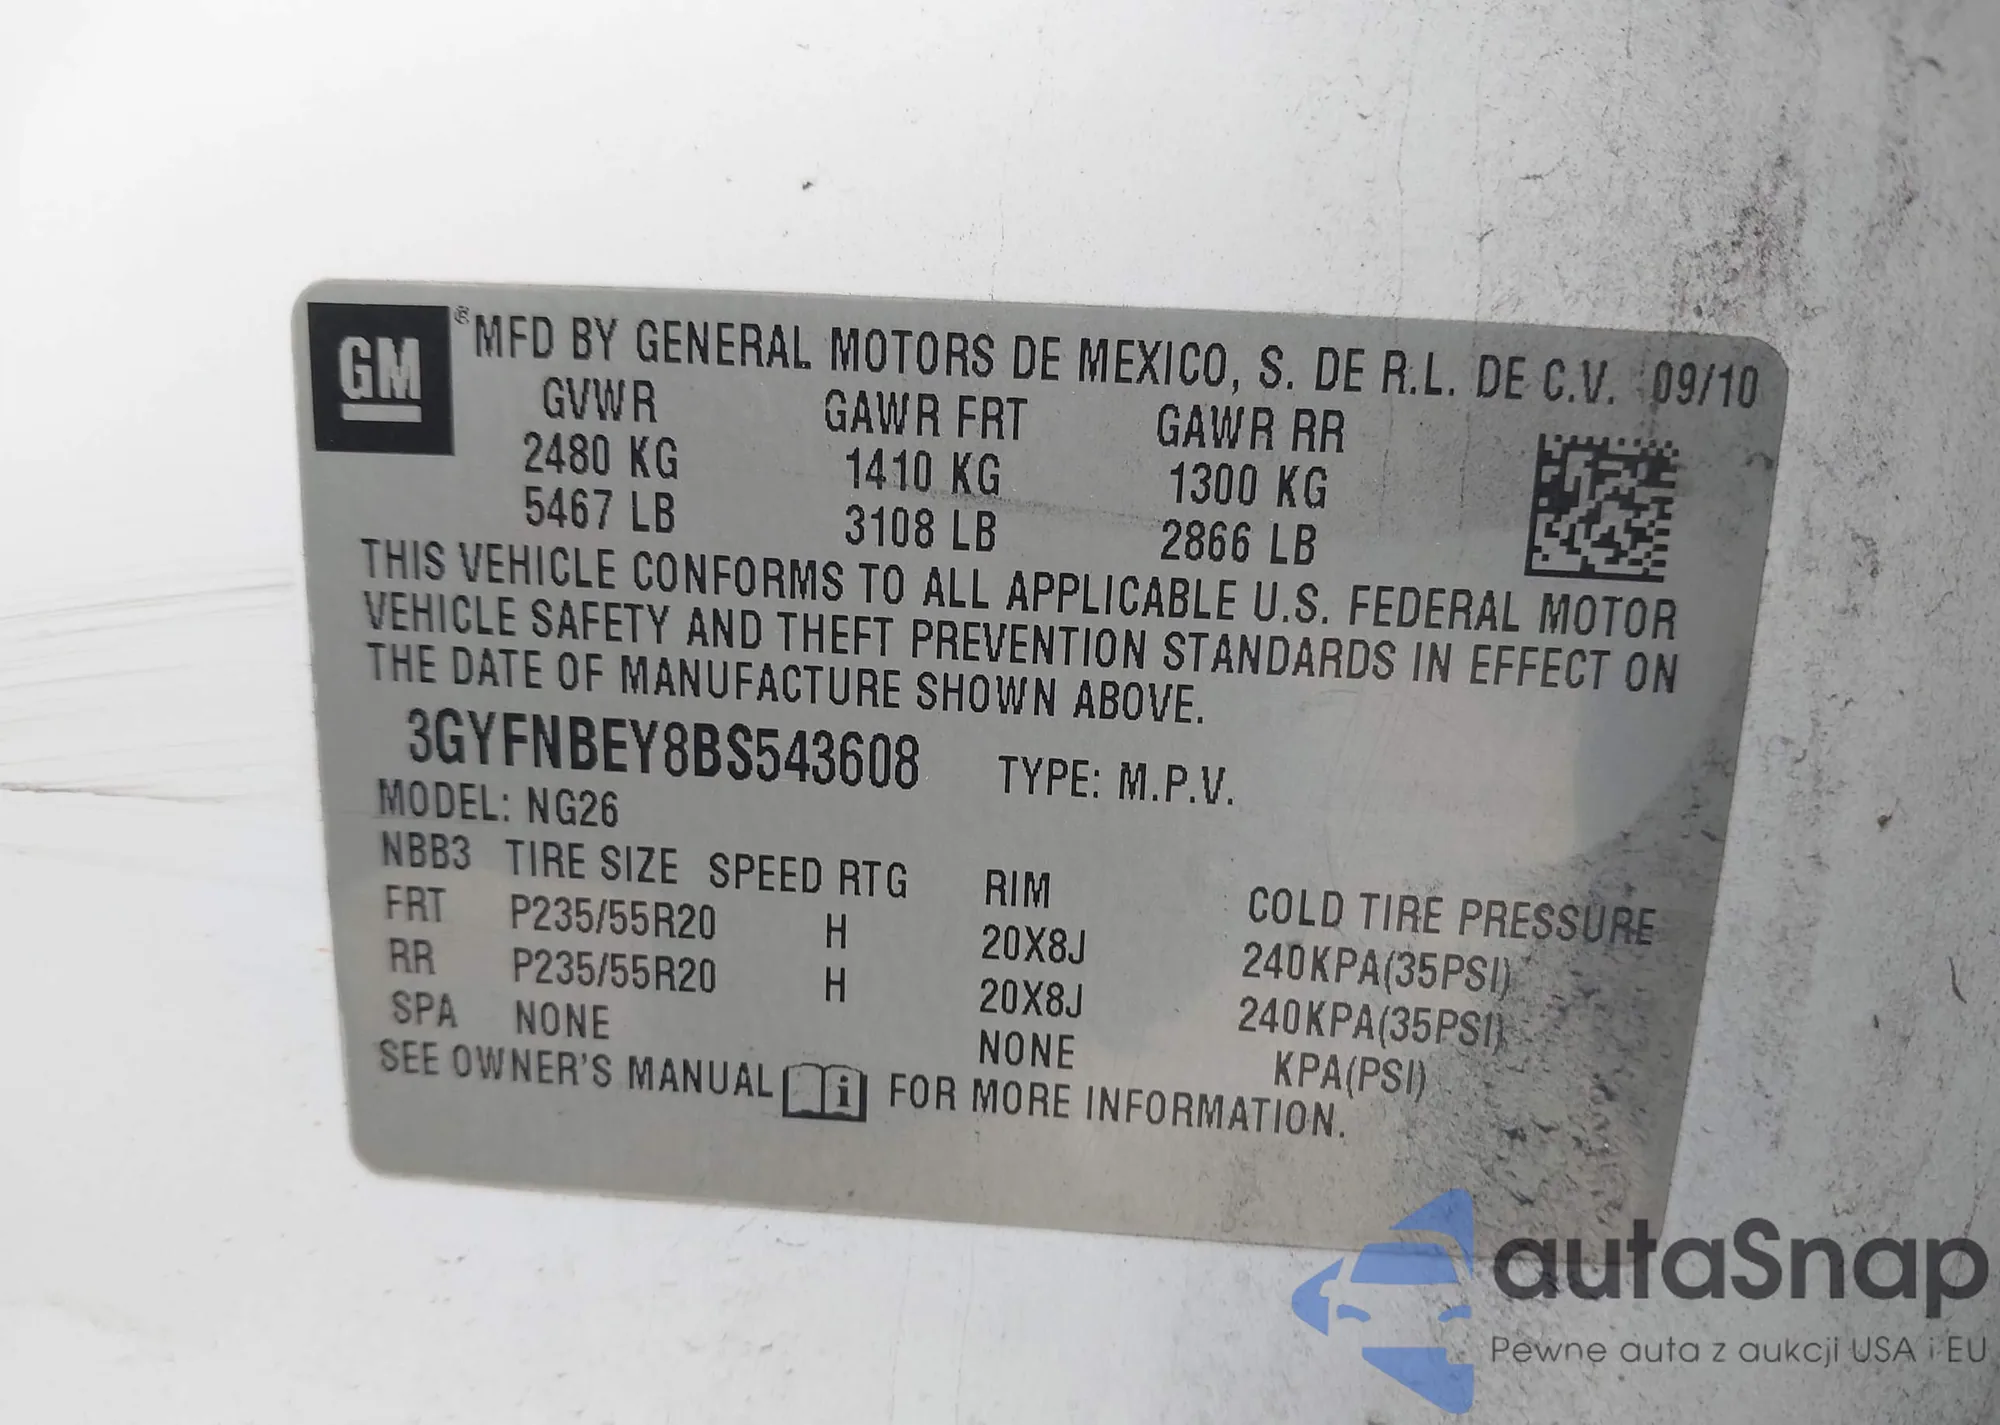 GM ® MFD BY GENERAL MOTORS DE MEXICO, S. DE R.L. DE C.V. 09/10
GVWR GAWR FRT GAWR RR
2480 KG 1410 KG 1300 KG
5467 LB 3108 LB 2866 LB
THIS VEHICLE CONFORMS TO ALL APPLICABLE U.S. FEDERAL MOTOR
VEHICLE SAFETY AND THEFT PREVENTION STANDARDS IN EFFECT ON
THE DATE OF MANUFACTURE SHOWN ABOVE.
3GYFNBEY8BS543608 TYPE: M.P.V.
MODEL: NG26
NBB3 TIRE SIZE SPEED RTG RIM COLD TIRE PRESSURE
FRT P235/55R20 H 20X8J 240KPA(35PSI)
RR P235/55R20 H 20X8J 240KPA(35PSI)
SPA NONE NONE KPA(PSI)
SEE OWNER'S MANUAL i FOR MORE INFORMATION.
autaSnap
Pewne auta z aukcji USA i EU